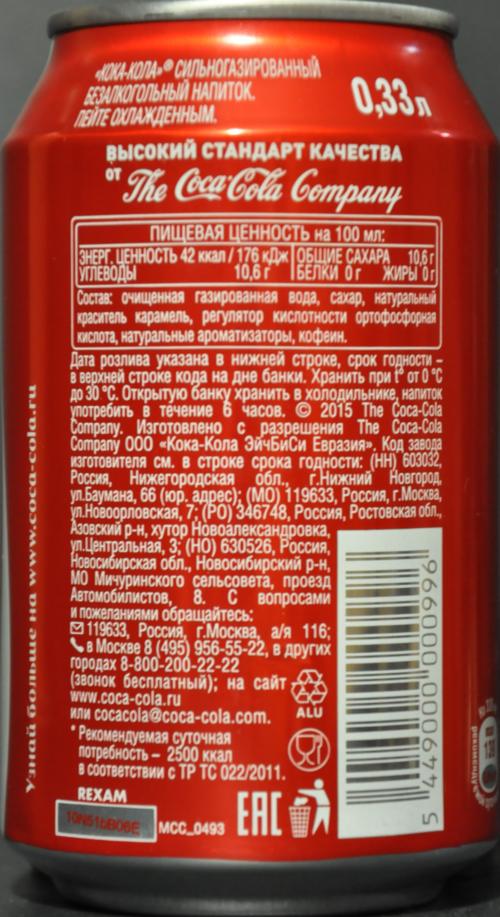 «КОКА-КОЛА»® СИЛЬНОГАЗИРОВАННЫЙ
БЕЗАЛКОГОЛЬНЫЙ НАПИТОК.
ПЕЙТЕ ОХЛАЖДЕННЫМ.
0,33л
ВЫСОКИЙ СТАНДАРТ КАЧЕСТВА
от The Coca-Cola Company
ПИЩЕВАЯ ЦЕННОСТЬ на 100 мл:
ЭНЕРГ. ЦЕННОСТЬ 42 ккал / 176 кДж ОБЩИЕ САХАРА 10,6 г
УГЛЕВОДЫ 10,6 г БЕЛКИ 0 г ЖИРЫ 0 г
Состав: очищенная газированная вода, сахар, натуральный
краситель карамель, регулятор кислотности ортофосфорная
кислота, натуральные ароматизаторы, кофеин.
Дата розлива указана в нижней строке, срок годности –
в верхней строке кода на дне банки. Хранить при t° от 0 °C
до 30 °C. Открытую банку хранить в холодильнике, напиток
употребить в течение 6 часов. © 2015 The Coca-Cola
Company. Изготовлено с разрешения The Coca-Cola
Company ООО «Кока-Кола ЭйчБиСи Евразия». Код завода
изготовителя см. в строке срока годности: (НН) 603032,
Россия, Нижегородская обл., г.Нижний Новгород,
ул.Баумана, 66 (юр. адрес); (МО) 119633, Россия, г.Москва,
ул.Новоорловская, 7; (РО) 346748, Россия, Ростовская обл.,
Азовский р-н, хутор Новоалександровка,
ул.Центральная, 3; (НО) 630526, Россия,
Новосибирская обл., Новосибирский р-н,
МО Мичуринского сельсовета, проезд
Автомобилистов, 8. С вопросами
и пожеланиями обращайтесь:
119633, Россия, г.Москва, а/я 116;
в Москве 8 (495) 956-55-22, в других
городах 8-800-200-22-22
(звонок бесплатный); на сайт
www.coca-cola.ru
или cocacola@coca-cola.com.
ALU
* Рекомендуемая суточная
потребность – 2500 ккал
в соответствии с ТР ТС 022/2011.
REXAM
MCC_0493
EAC
5 449000 000996
Узнай больше на www.coca-cola.ru